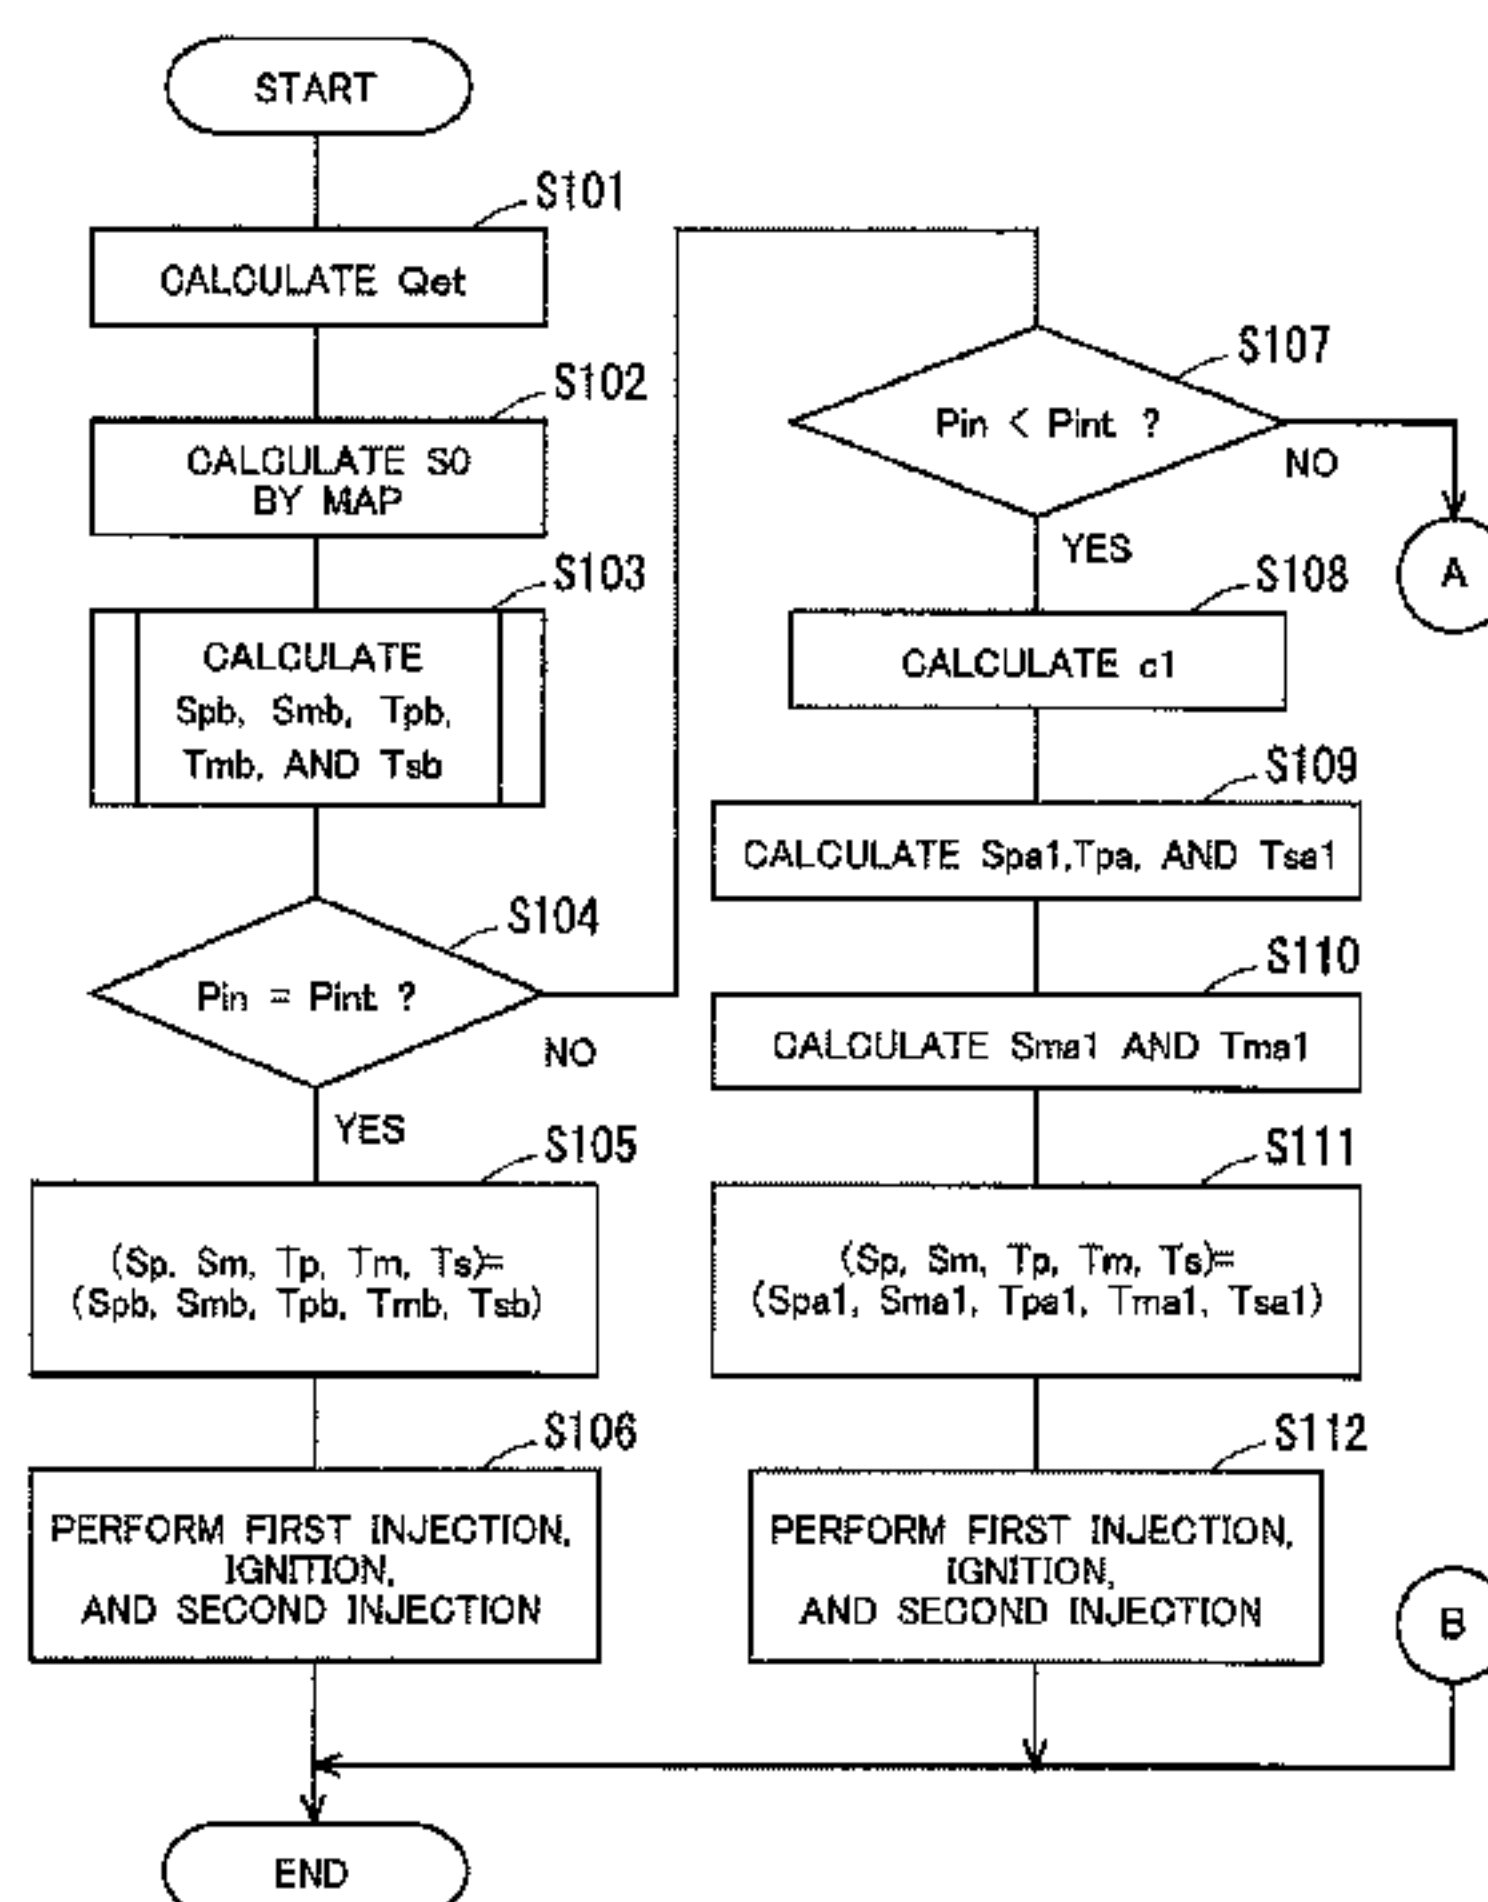 START
S101
CALCULATE Qet
S102
CALCULATE S0
BY MAP
S103
CALCULATE
Spb, Smb, Tpb,
Tmb, AND Tsb
S104
Pin = Pint ?
NO
YES
S105
(Sp, Sm, Tp, Tm, Ts)=
(Spb, Smb, Tpb, Tmb, Tsb)
S106
PERFORM FIRST INJECTION,
IGNITION,
AND SECOND INJECTION
END
S107
Pin < Pint ?
NO
A
YES
S108
CALCULATE c1
S109
CALCULATE Spa1,Tpa, AND Tsa1
S110
CALCULATE Sma1 AND Tma1
S111
(Sp, Sm, Tp, Tm, Ts)=
(Spa1, Sma1, Tpa1, Tma1, Tsa1)
S112
PERFORM FIRST INJECTION,
IGNITION,
AND SECOND INJECTION
B